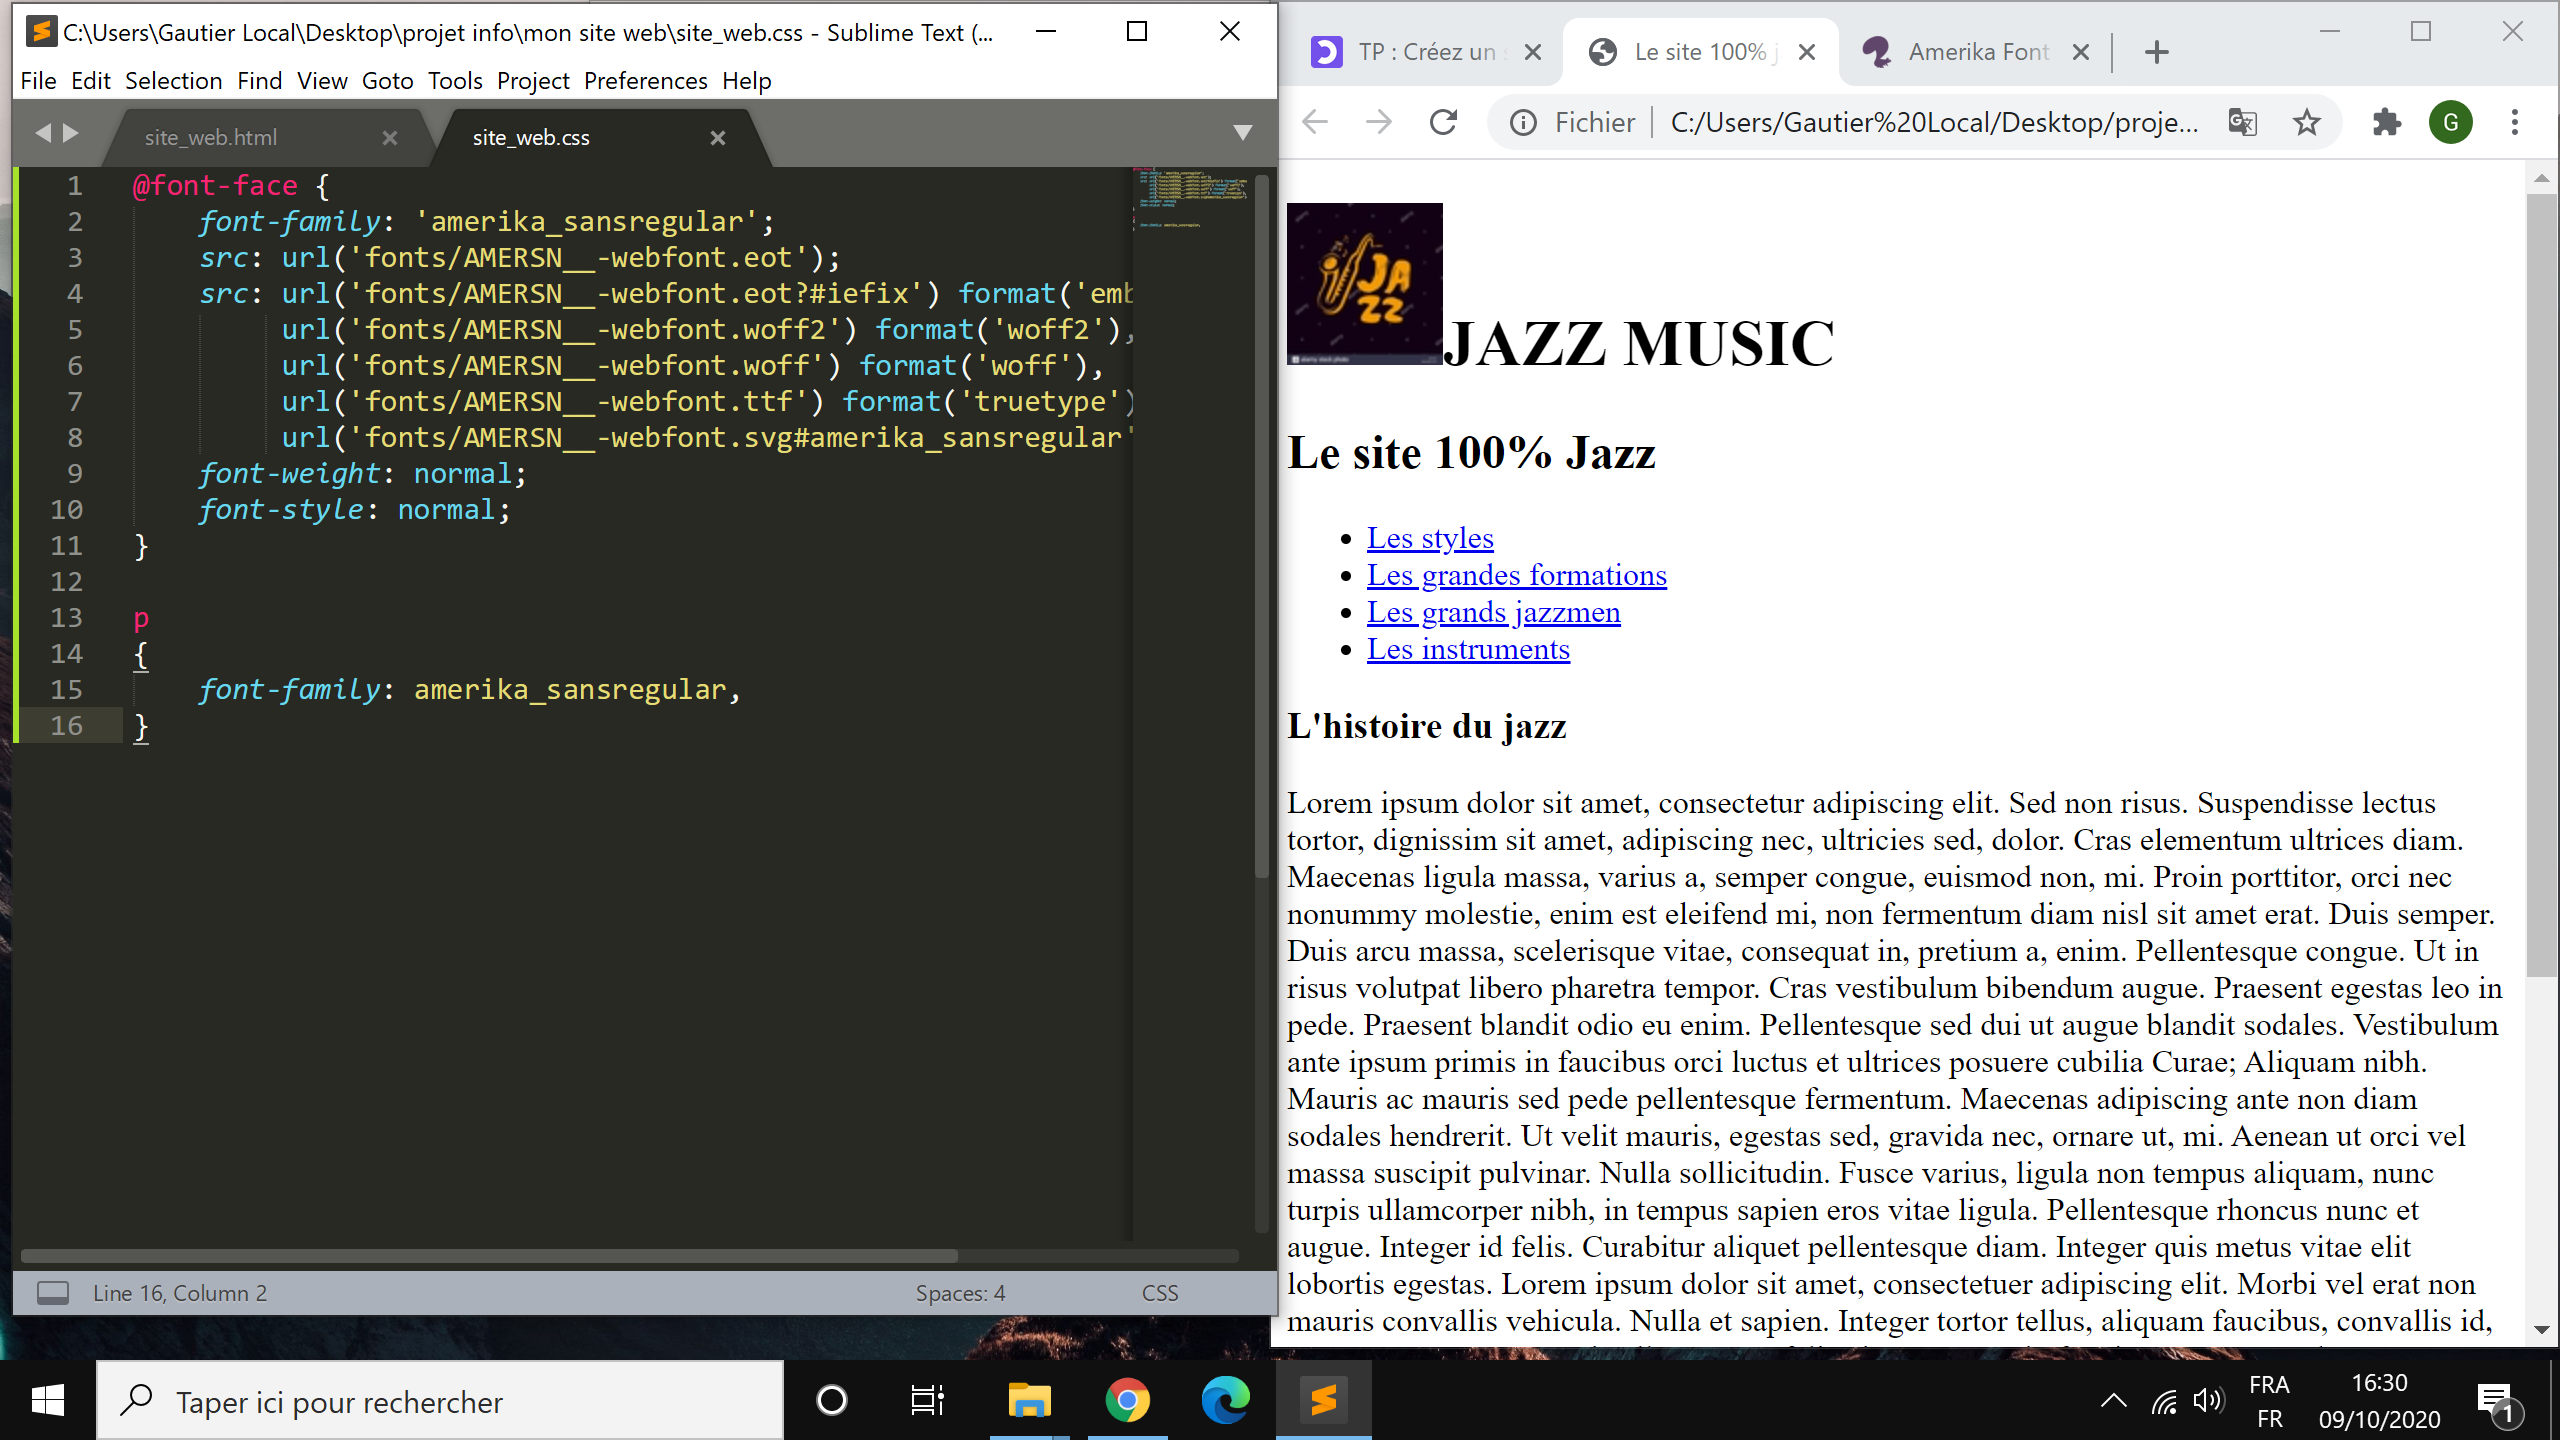 C:\Users\Gautier Local\Desktop\projet info\mon site web\site_web.css - Sublime Text (...
File Edit Selection Find View Goto Tools Project Preferences Help
site_web.html
site_web.css
1 @font-face {
2 font-family: 'amerika_sansregular';
3 src: url('fonts/AMERSN__-webfont.eot');
4 src: url('fonts/AMERSN__-webfont.eot?#iefix') format('emb
5 url('fonts/AMERSN__-webfont.woff2') format('woff2'),
6 url('fonts/AMERSN__-webfont.woff') format('woff'),
7 url('fonts/AMERSN__-webfont.ttf') format('truetype')
8 url('fonts/AMERSN__-webfont.svg#amerika_sansregular'
9 font-weight: normal;
10 font-style: normal;
11 }
12
13 p
14 {
15 font-family: amerika_sansregular,
16 }
Line 16, Column 2
Spaces: 4
CSS
TP : Créez un s
Le site 100% j
Amerika Font
Fichier
C:/Users/Gautier%20Local/Desktop/proje...
G
JAZZ
JAZZ MUSIC
Le site 100% Jazz
Les styles
Les grandes formations
Les grands jazzmen
Les instruments
L'histoire du jazz
Lorem ipsum dolor sit amet, consectetur adipiscing elit. Sed non risus. Suspendisse lectus
tortor, dignissim sit amet, adipiscing nec, ultricies sed, dolor. Cras elementum ultrices diam.
Maecenas ligula massa, varius a, semper congue, euismod non, mi. Proin porttitor, orci nec
nonummy molestie, enim est eleifend mi, non fermentum diam nisl sit amet erat. Duis semper.
Duis arcu massa, scelerisque vitae, consequat in, pretium a, enim. Pellentesque congue. Ut in
risus volutpat libero pharetra tempor. Cras vestibulum bibendum augue. Praesent egestas leo in
pede. Praesent blandit odio eu enim. Pellentesque sed dui ut augue blandit sodales. Vestibulum
ante ipsum primis in faucibus orci luctus et ultrices posuere cubilia Curae; Aliquam nibh.
Mauris ac mauris sed pede pellentesque fermentum. Maecenas adipiscing ante non diam
sodales hendrerit. Ut velit mauris, egestas sed, gravida nec, ornare ut, mi. Aenean ut orci vel
massa suscipit pulvinar. Nulla sollicitudin. Fusce varius, ligula non tempus aliquam, nunc
turpis ullamcorper nibh, in tempus sapien eros vitae ligula. Pellentesque rhoncus nunc et
augue. Integer id felis. Curabitur aliquet pellentesque diam. Integer quis metus vitae elit
lobortis egestas. Lorem ipsum dolor sit amet, consectetuer adipiscing elit. Morbi vel erat non
mauris convallis vehicula. Nulla et sapien. Integer tortor tellus, aliquam faucibus, convallis id,
Taper ici pour rechercher
FRA
FR
16:30
09/10/2020
1